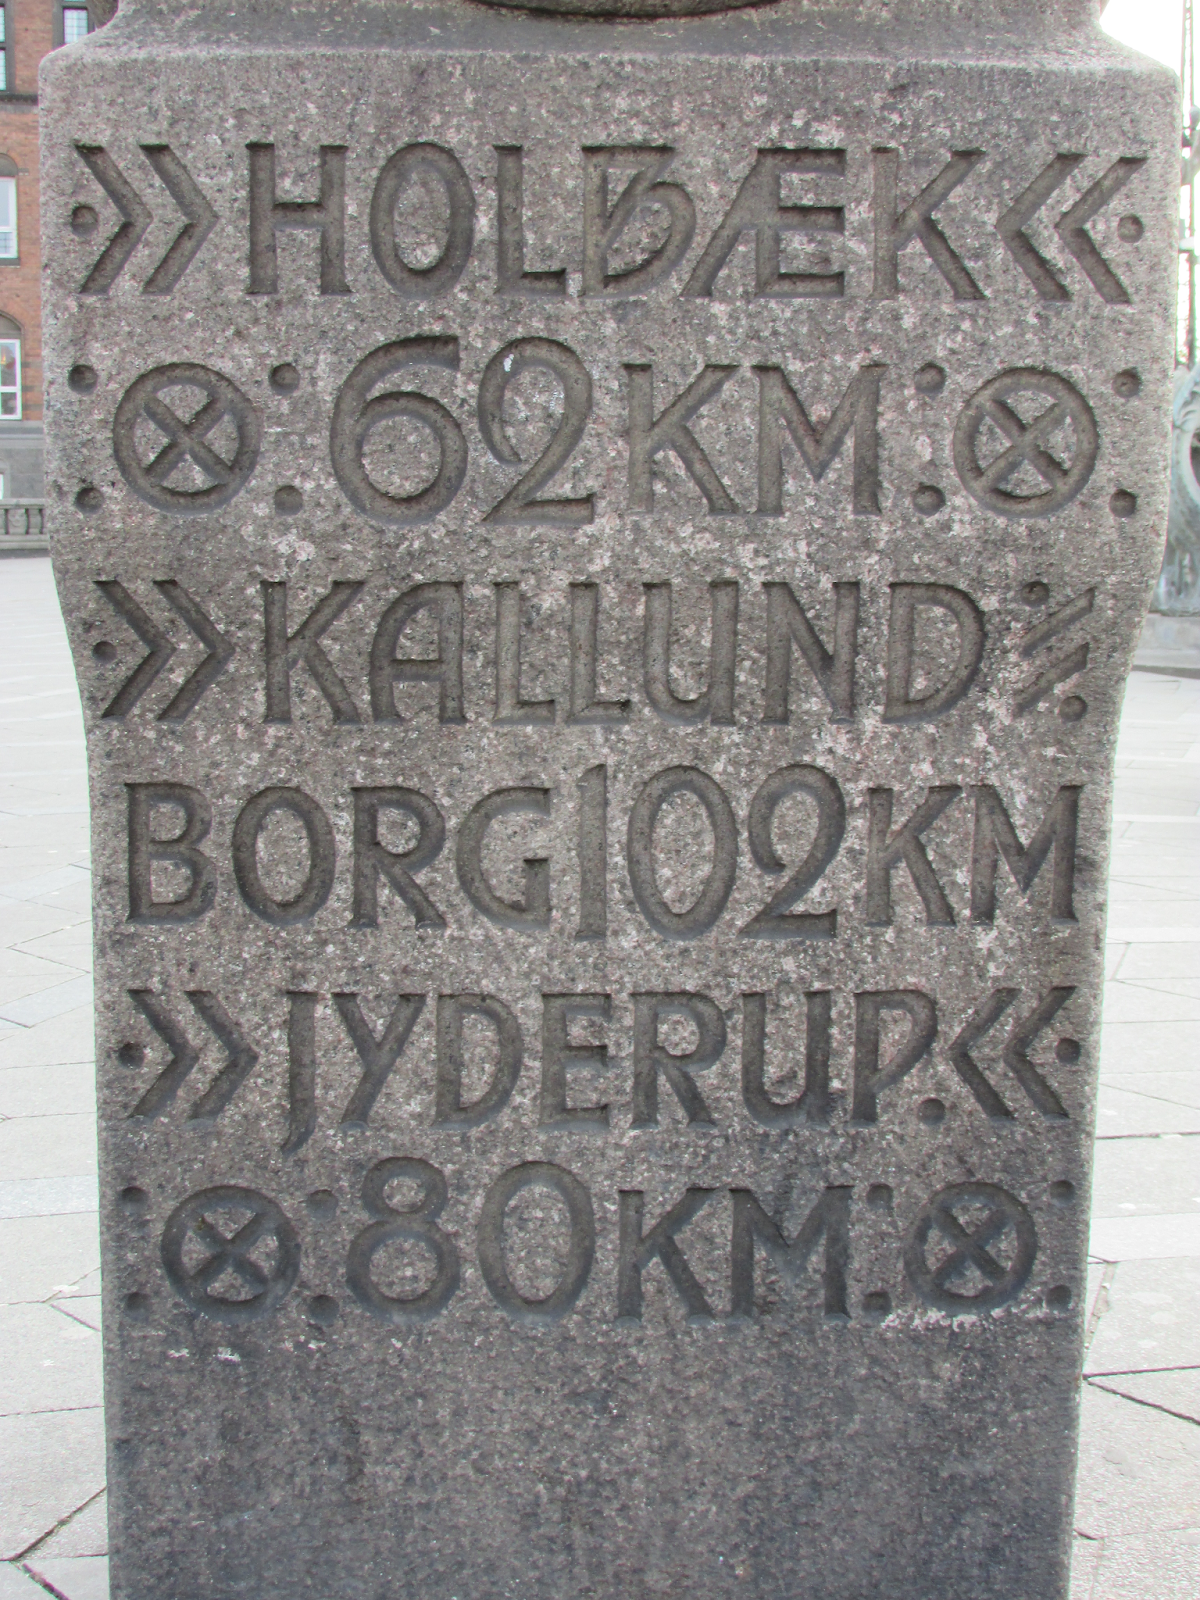 HOLBÆK
62 KM
KALLUND
BORG 102 KM
JYDERUP.
80 KM